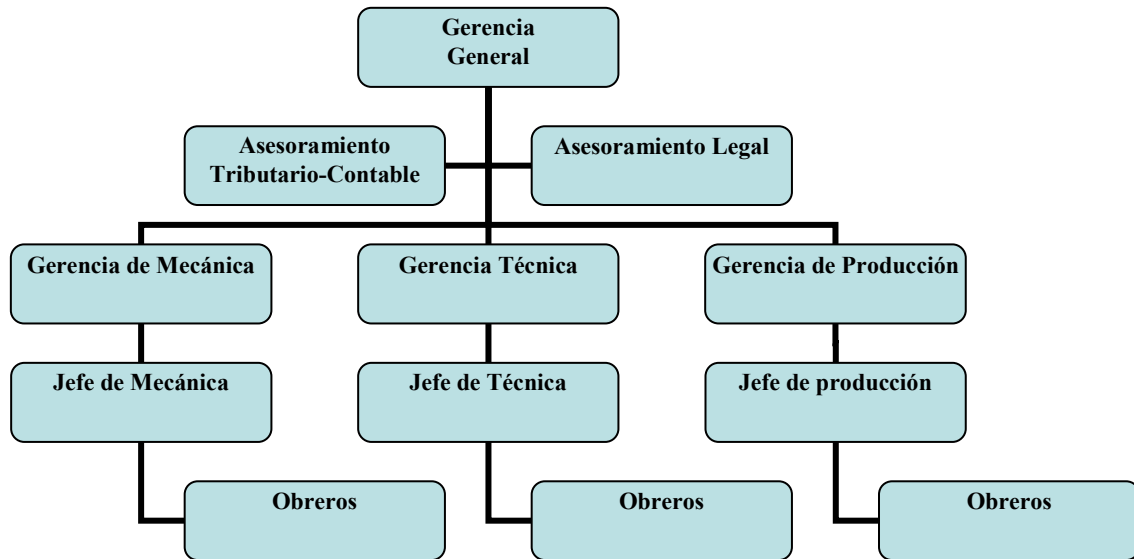 Gerencia
General
Asesoramiento
Tributario-Contable
Asesoramiento Legal
Gerencia de Mecánica
Gerencia Técnica
Gerencia de Producción
Jefe de Mecánica
Jefe de Técnica
Jefe de producción
Obreros
Obreros
Obreros